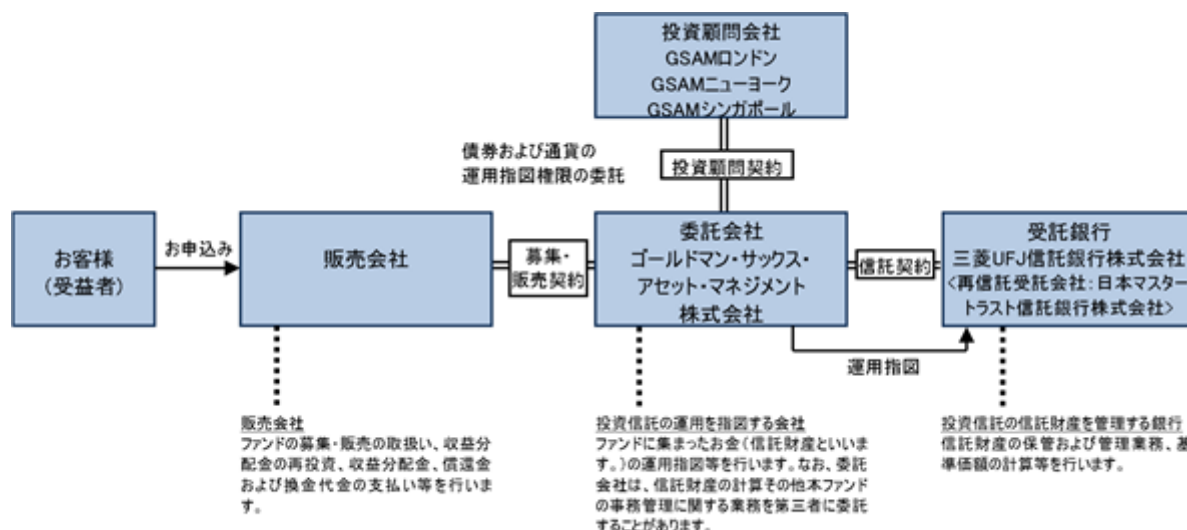 投資顧問会社
GSAMロンドン
GSAMニューヨーク
GSAMシンガポール
債券および通貨の
運用指図権限の委託
投資顧問契約
お客様
(受益者)
お申込み
販売会社
募集・
販売契約
委託会社
ゴールドマン・サックス・
アセット・マネジメント
株式会社
信託契約
受託銀行
三菱UFJ信託銀行株式会社
<再信託受託会社:日本マスター
トラスト信託銀行株式会社>
運用指図
販売会社
ファンドの募集・販売の取扱い、収益分
配金の再投資、収益分配金、償還金
および換金代金の支払い等を行いま
す。
投資信託の運用を指図する会社
ファンドに集まったお金(信託財産といいま
す。)の運用指図等を行います。なお、委託
会社は、信託財産の計算その他本ファンド
の事務管理に関する業務を第三者に委託
することがあります。
投資信託の信託財産を管理する銀行
信託財産の保管および管理業務、基
準価額の計算等を行います。